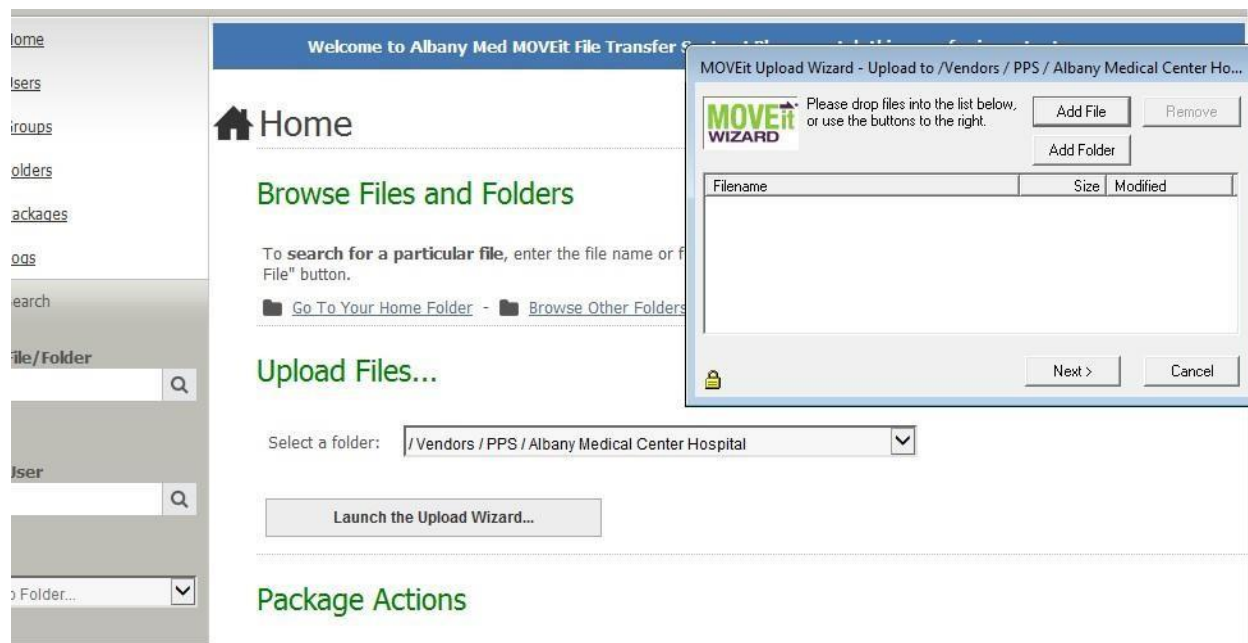 ome
sers
roups
olders
ackages
ogs
earch
ile/Folder
ser
o Folder...
Welcome to Albany Med MOVEit File Transfer
Home
Browse Files and Folders
To search for a particular file, enter the file name or f
File" button.
Go To Your Home Folder - Browse Other Folders
Upload Files...
Select a folder: / Vendors / PPS / Albany Medical Center Hospital
Launch the Upload Wizard...
Package Actions
MOVEit Upload Wizard - Upload to /Vendors / PPS / Albany Medical Center Ho...
MOVEit
WIZARD
Please drop files into the list below,
or use the buttons to the right.
Add File Remove
Add Folder
Filename Size Modified
Next > Cancel